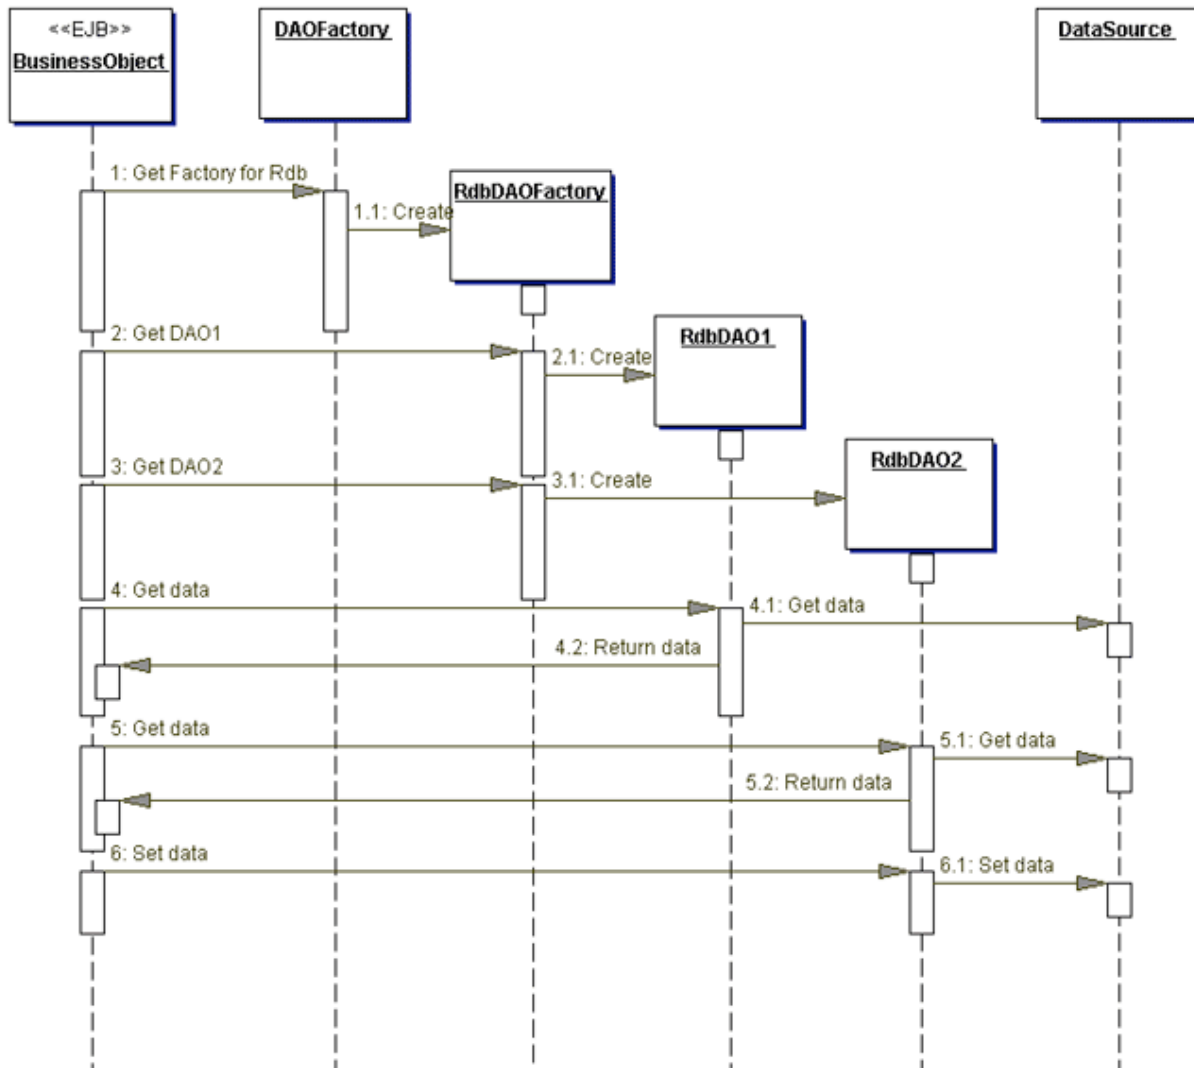 <<EJB>>
BusinessObject
DAOFactory
DataSource
1: Get Factory for Rdb
RdbDAOFactory
1.1: Create
2: Get DAO1
RdbDAO1
2.1: Create
3: Get DAO2
RdbDAO2
3.1: Create
4: Get data
4.1: Get data
4.2: Return data
5: Get data
5.1: Get data
5.2: Return data
6: Set data
6.1: Set data